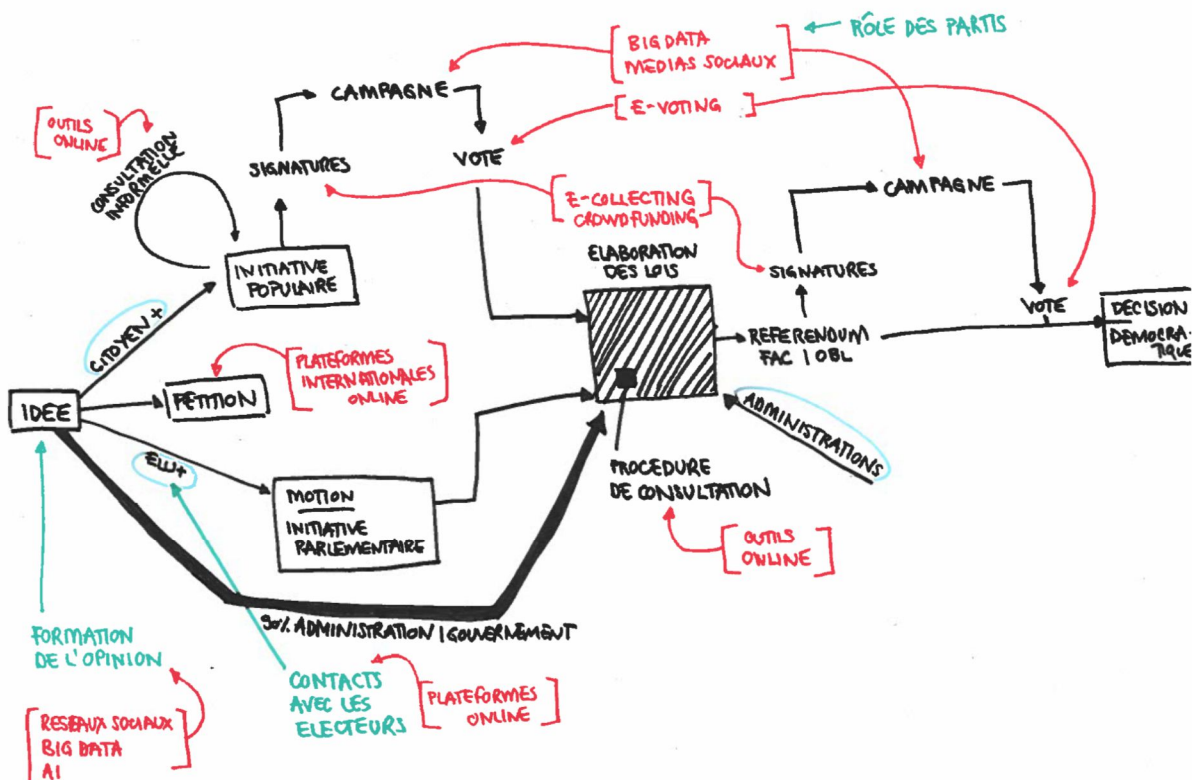 RÔLE DES PARTIS
BIG DATA
MEDIAS SOCIAUX
CAMPAGNE
[E-VOTING]
OUTILS
ONLINE
CONSULTATION
INFORMELLE
SIGNATURES
VOTE
E-COLLECTING
CROWDFUNDING
CAMPAGNE
ELABORATION
DES LOIS
SIGNATURES
INITIATIVE
POPULAIRE
CITOYEN+
VOTE
DECISION
DEMOCRA-
TIQUE
REFERENDUM
FAC | OBL
PLATEFORMES
INTERNATIONALES
ONLINE
IDEE
PETITION
ELU+
ADMINISTRATIONS
MOTION
INITIATIVE
PARLEMENTAIRE
PROCEDURE
DE CONSULTATION
OUTILS
ONLINE
90% ADMINISTRATION | GOUVERNEMENT
FORMATION
DE L'OPINION
CONTACTS
AVEC LES
ELECTEURS
PLATEFORMES
ONLINE
RESEAUX SOCIAUX
BIG DATA
AI